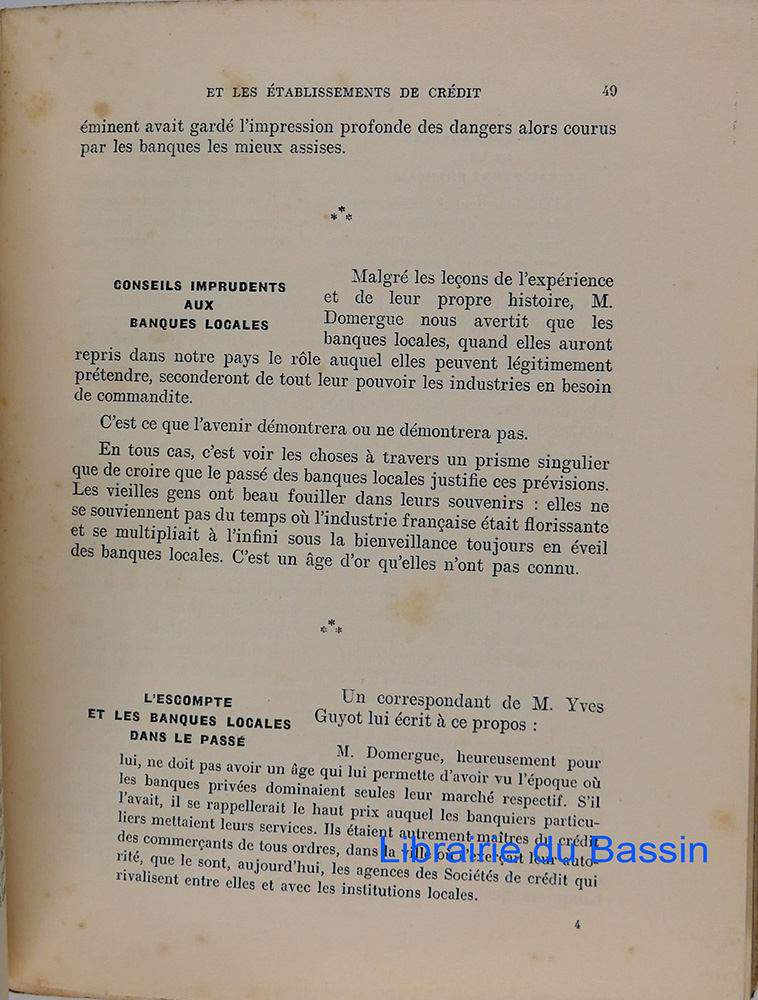 ET LES ÉTABLISSEMENTS DE CRÉDIT 49
éminent avait gardé l'impression profonde des dangers alors courus
par les banques les mieux assises.
***
CONSEILS IMPRUDENTS
AUX
BANQUES LOCALES
Malgré les leçons de l'expérience
et de leur propre histoire, M.
Domergue nous avertit que les
banques locales, quand elles auront
repris dans notre pays le rôle auquel elles peuvent légitimement
prétendre, seconderont de tout leur pouvoir les industries en besoin
de commandite.
C'est ce que l'avenir démontrera ou ne démontrera pas.
En tous cas, c'est voir les choses à travers un prisme singulier
que de croire que le passé des banques locales justifie ces prévisions.
Les vieilles gens ont beau fouiller dans leurs souvenirs : elles ne
se souviennent pas du temps où l'industrie française était florissante
et se multipliait à l'infini sous la bienveillance toujours en éveil
des banques locales. C'est un âge d'or qu'elles n'ont pas connu.
***
L'ESCOMPTE
ET LES BANQUES LOCALES
DANS LE PASSÉ
Un correspondant de M. Yves
Guyot lui écrit à ce propos :
M. Domergue, heureusement pour
lui, ne doit pas avoir un âge qui lui permette d'avoir vu l'époque où
les banques privées dominaient seules leur marché respectif. S'il
l'avait, il se rappellerait le haut prix auquel les banquiers particu-
liers mettaient leurs services. Ils étaient autrement maîtres du crédit
des commerçants de tous ordres, dans la ville où s'exerçait leur auto-
rité, que le sont, aujourd'hui, les agences des Sociétés de crédit qui
rivalisent entre elles et avec les institutions locales.
4
Librairie du Bassin